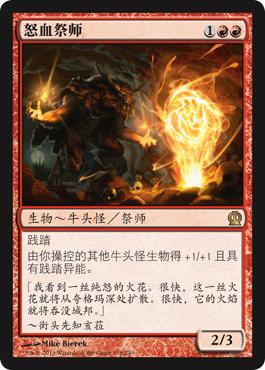 怒血祭师
1
生物～牛头怪／祭师
践踏
由你操控的其他牛头怪生物得 +1/+1 且具
有践踏异能。
「我看到一丝炖怒的火花。很快，这一丝火
花就将从夸格玛深处扩散。很快，它的火焰
就将吞没城邦。」
～街头先知亥菈
Mike Bierek
2/3